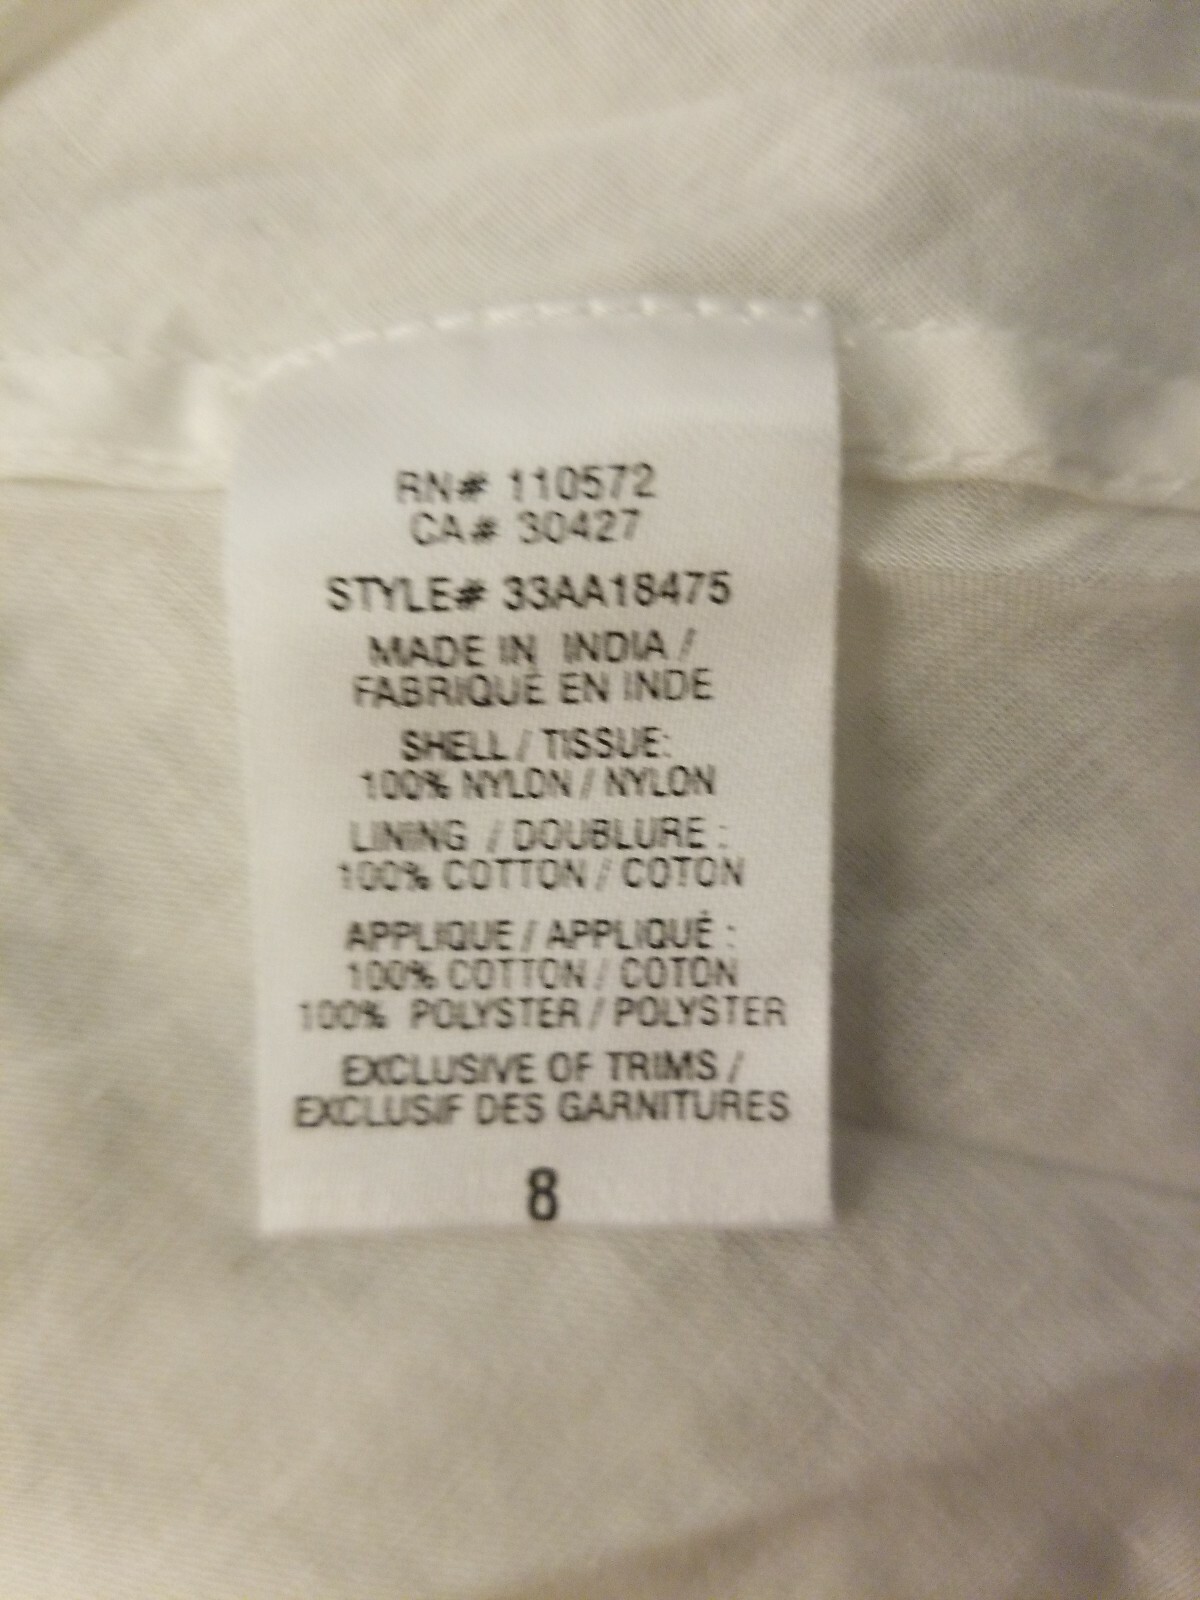 RN# 110572
CA# 30427
STYLE# 33AA18475
MADE IN INDIA /
FABRIQUÉ EN INDE
SHELL / TISSUE:
100% NYLON / NYLON
LINING / DOUBLURE :
100% COTTON / COTON
APPLIQUE / APPLIQUÉ :
100% COTTON / COTON
100% POLYSTER / POLYSTER
EXCLUSIVE OF TRIMS /
EXCLUSIF DES GARNITURES
8